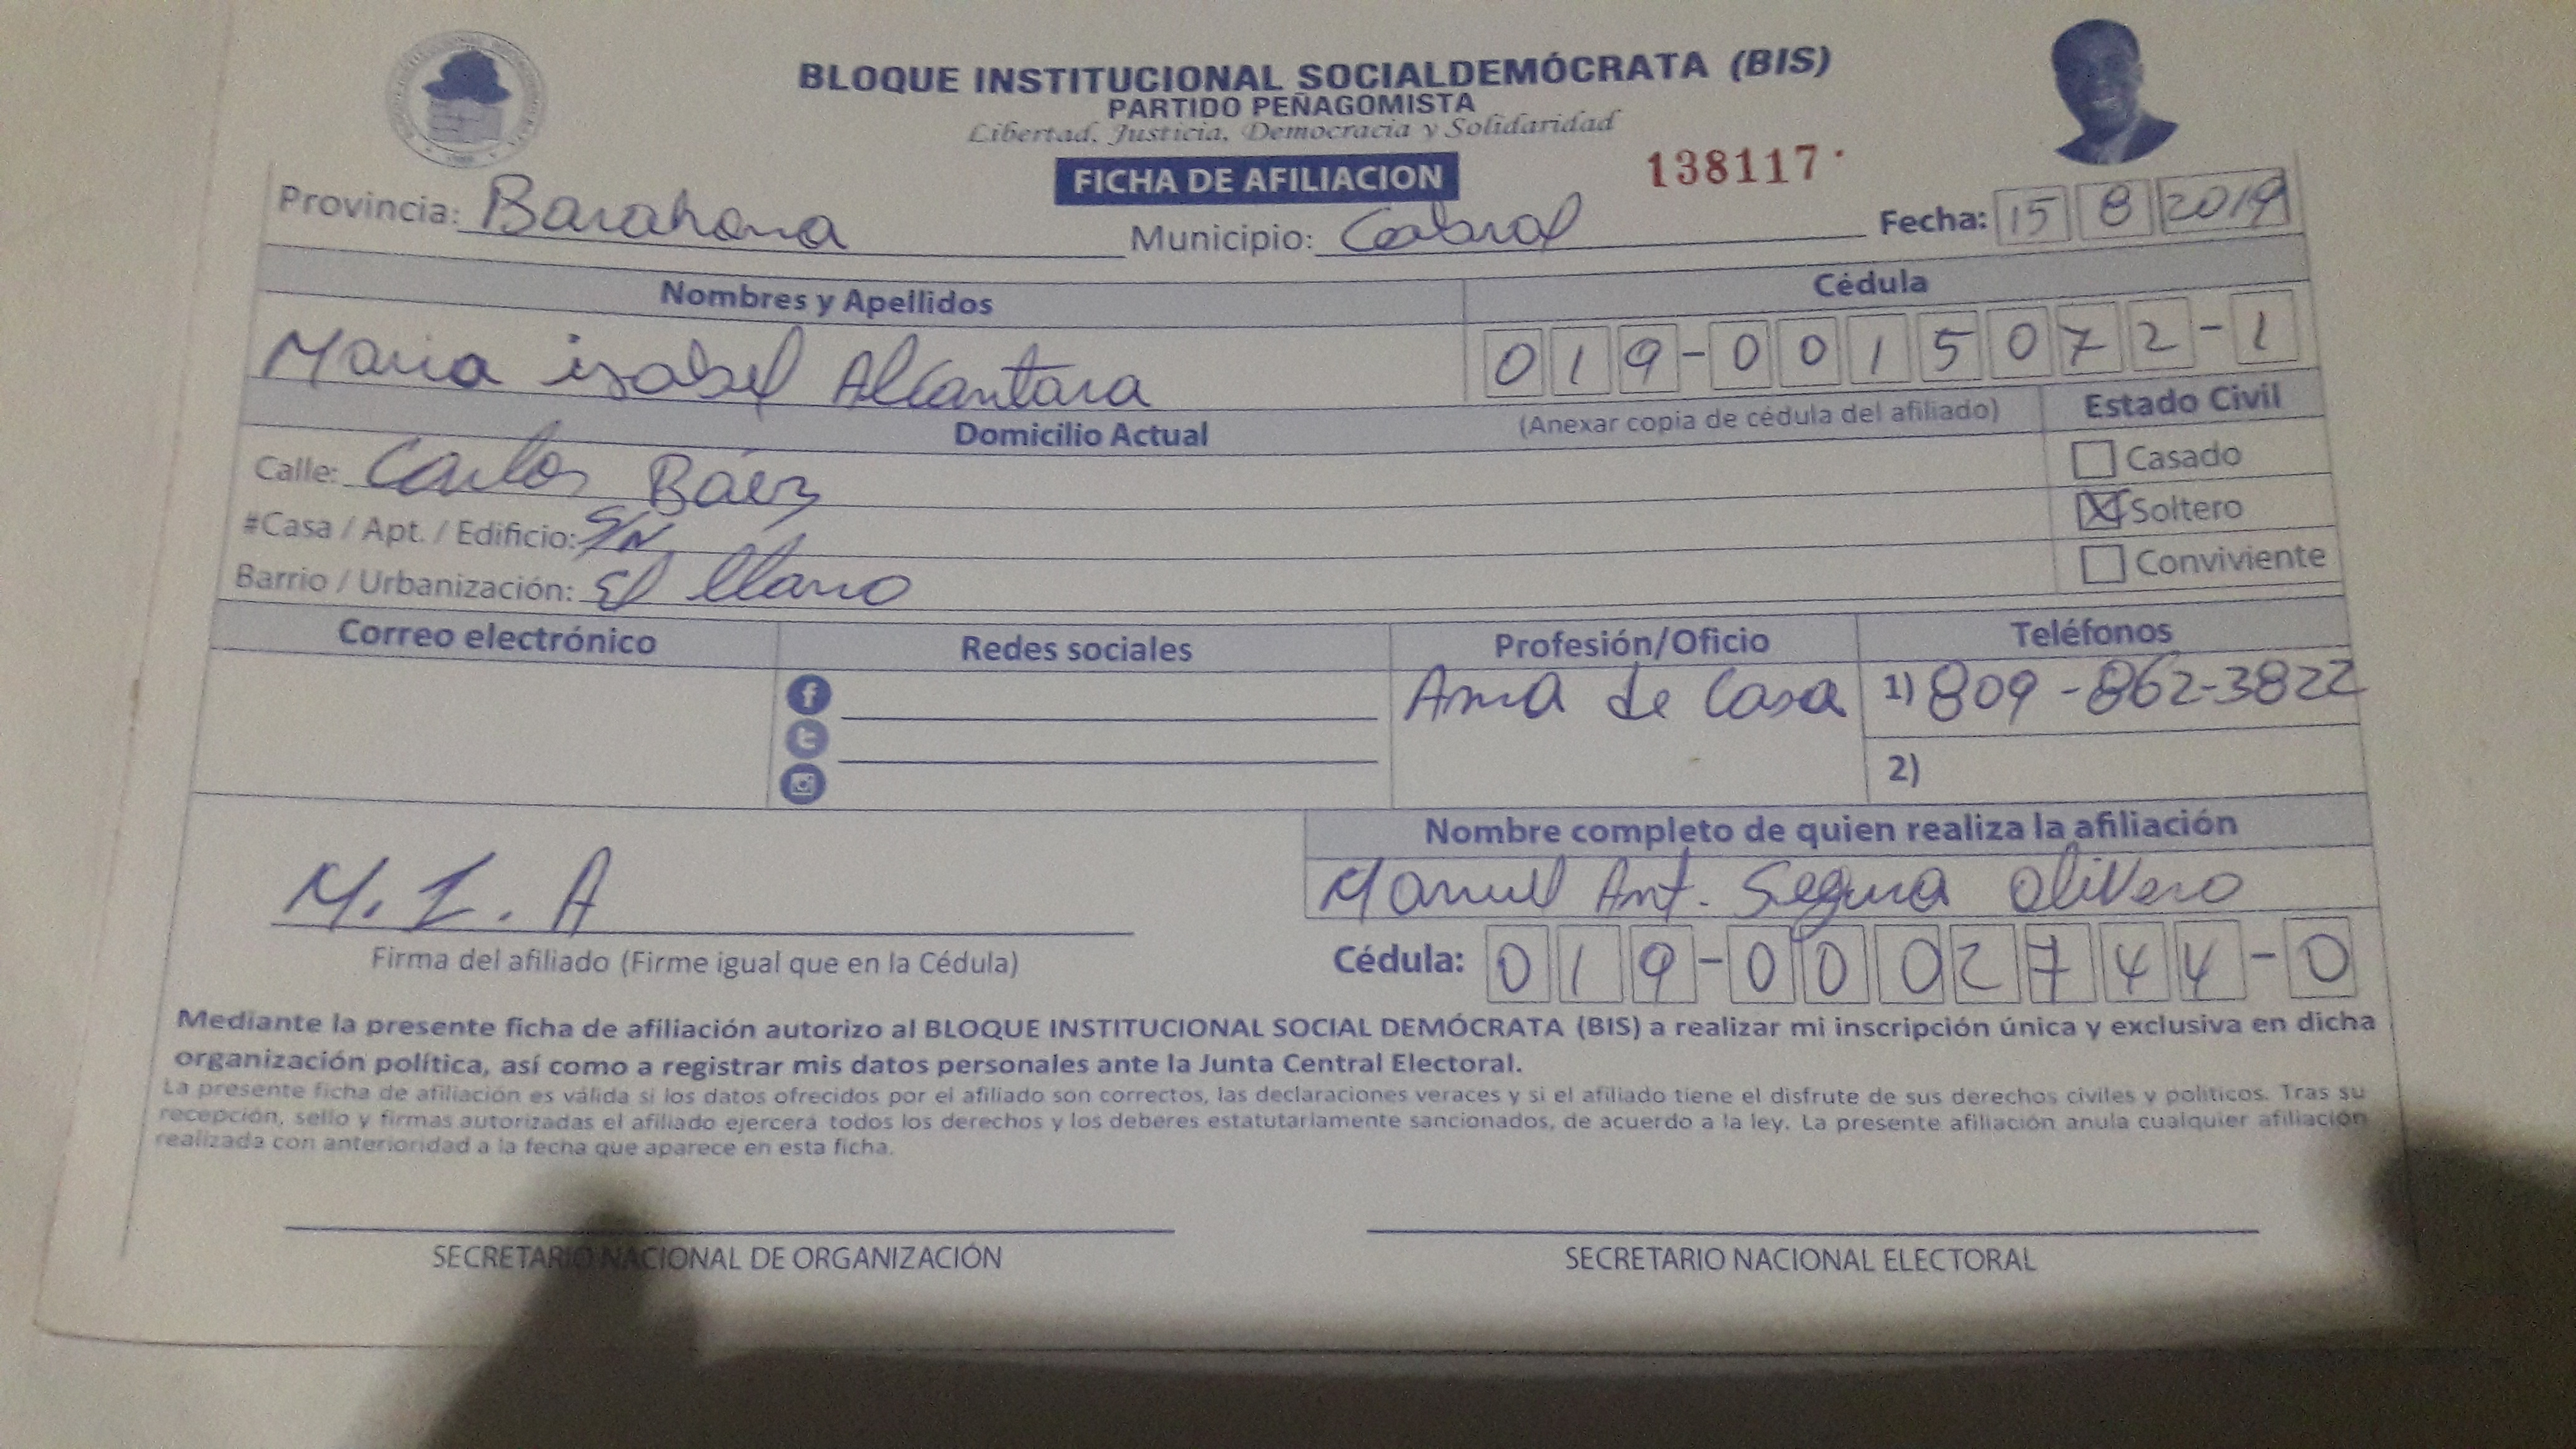 BLOQUE INSTITUCIONAL SOCIALDEMÓCRATA (BIS)
PARTIDO PEÑAGOMISTA
Libertad, Justicia, Democracia y Solidaridad
FICHA DE AFILIACION
138117
Provincia: Barahona Municipio: Cabral Fecha: 15 8 2019
Nombres y Apellidos Cédula
Maria isabel Alcantara 019-0015072-1
(Anexar copia de cédula del afiliado) Estado Civil
Domicilio Actual
Calle: Carlos Báez Casado
#Casa / Apt. / Edificio: S/N Soltero
Barrio / Urbanización: El llano Conviviente
Correo electrónico Redes sociales Profesión/Oficio Teléfonos
Ama de Casa 1) 809-862-3822
2)
Nombre completo de quien realiza la afiliación
M. I. A Manuel Ant. Segura Olivero
Firma del afiliado (Firme igual que en la Cédula) Cédula: 019-0002744-0
Mediante la presente ficha de afiliación autorizo al BLOQUE INSTITUCIONAL SOCIAL DEMÓCRATA (BIS) a realizar mi inscripción única y exclusiva en dicha
organización política, así como a registrar mis datos personales ante la Junta Central Electoral.
La presente ficha de afiliación es válida si los datos ofrecidos por el afiliado son correctos, las declaraciones veraces y si el afiliado tiene el disfrute de sus derechos civiles y políticos. Tras su
recepción, sello y firmas autorizadas el afiliado ejercerá todos los derechos y los deberes estatutariamente sancionados, de acuerdo a la ley. La presente afiliación anula cualquier afiliación
realizada con anterioridad a la fecha que aparece en esta ficha.
SECRETARIO NACIONAL DE ORGANIZACIÓN SECRETARIO NACIONAL ELECTORAL